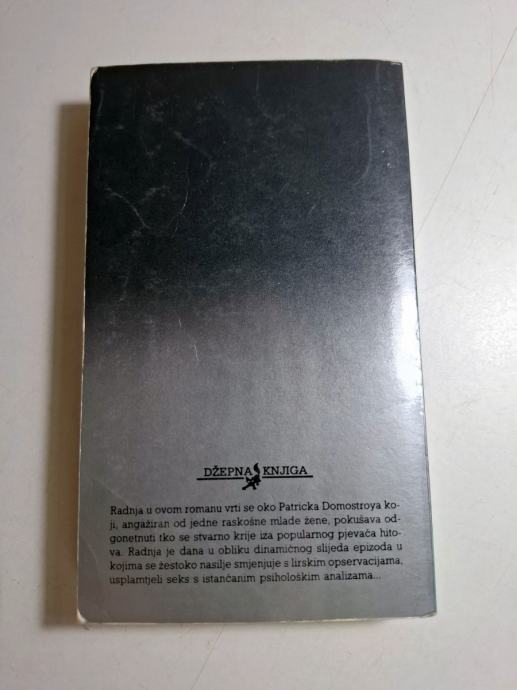 DŽEPNA KNJIGA
Radnja u ovom romanu vrti se oko Patricka Domostroya ko-
ji, angažiran od jedne raskošne mlade žene, pokušava od-
gonetnuti tko se stvarno krije iza popularnog pjevača hito-
va. Radnja je dana u obliku dinamičnog slijeda epizoda u
kojima se žestoko nasilje smjenjuje s lirskim opservacijama,
usplamtjeli seks s istančanim psihološkim analizama...